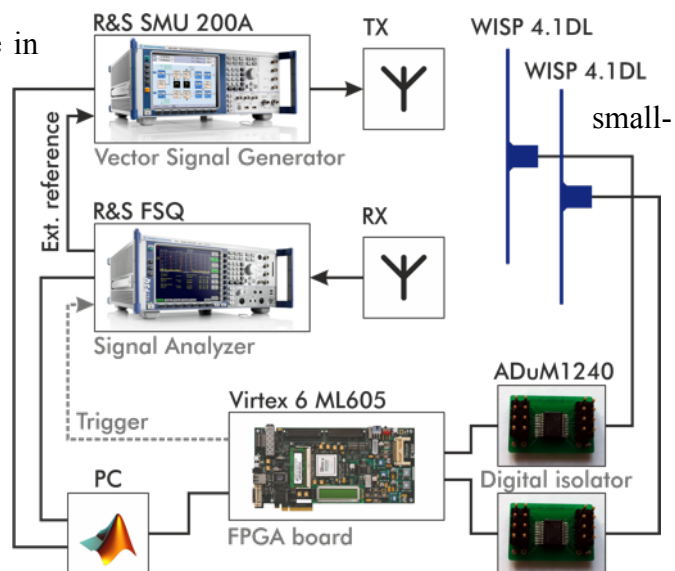 e in
R&S SMU 200A
TX
WISP 4.1DL
WISP 4.1DL
small-
Vector Signal Generator
Ext. reference
R&S FSQ
RX
Signal Analyzer
Trigger
Virtex 6 ML605
ADuM1240
PC
Digital isolator
FPGA board